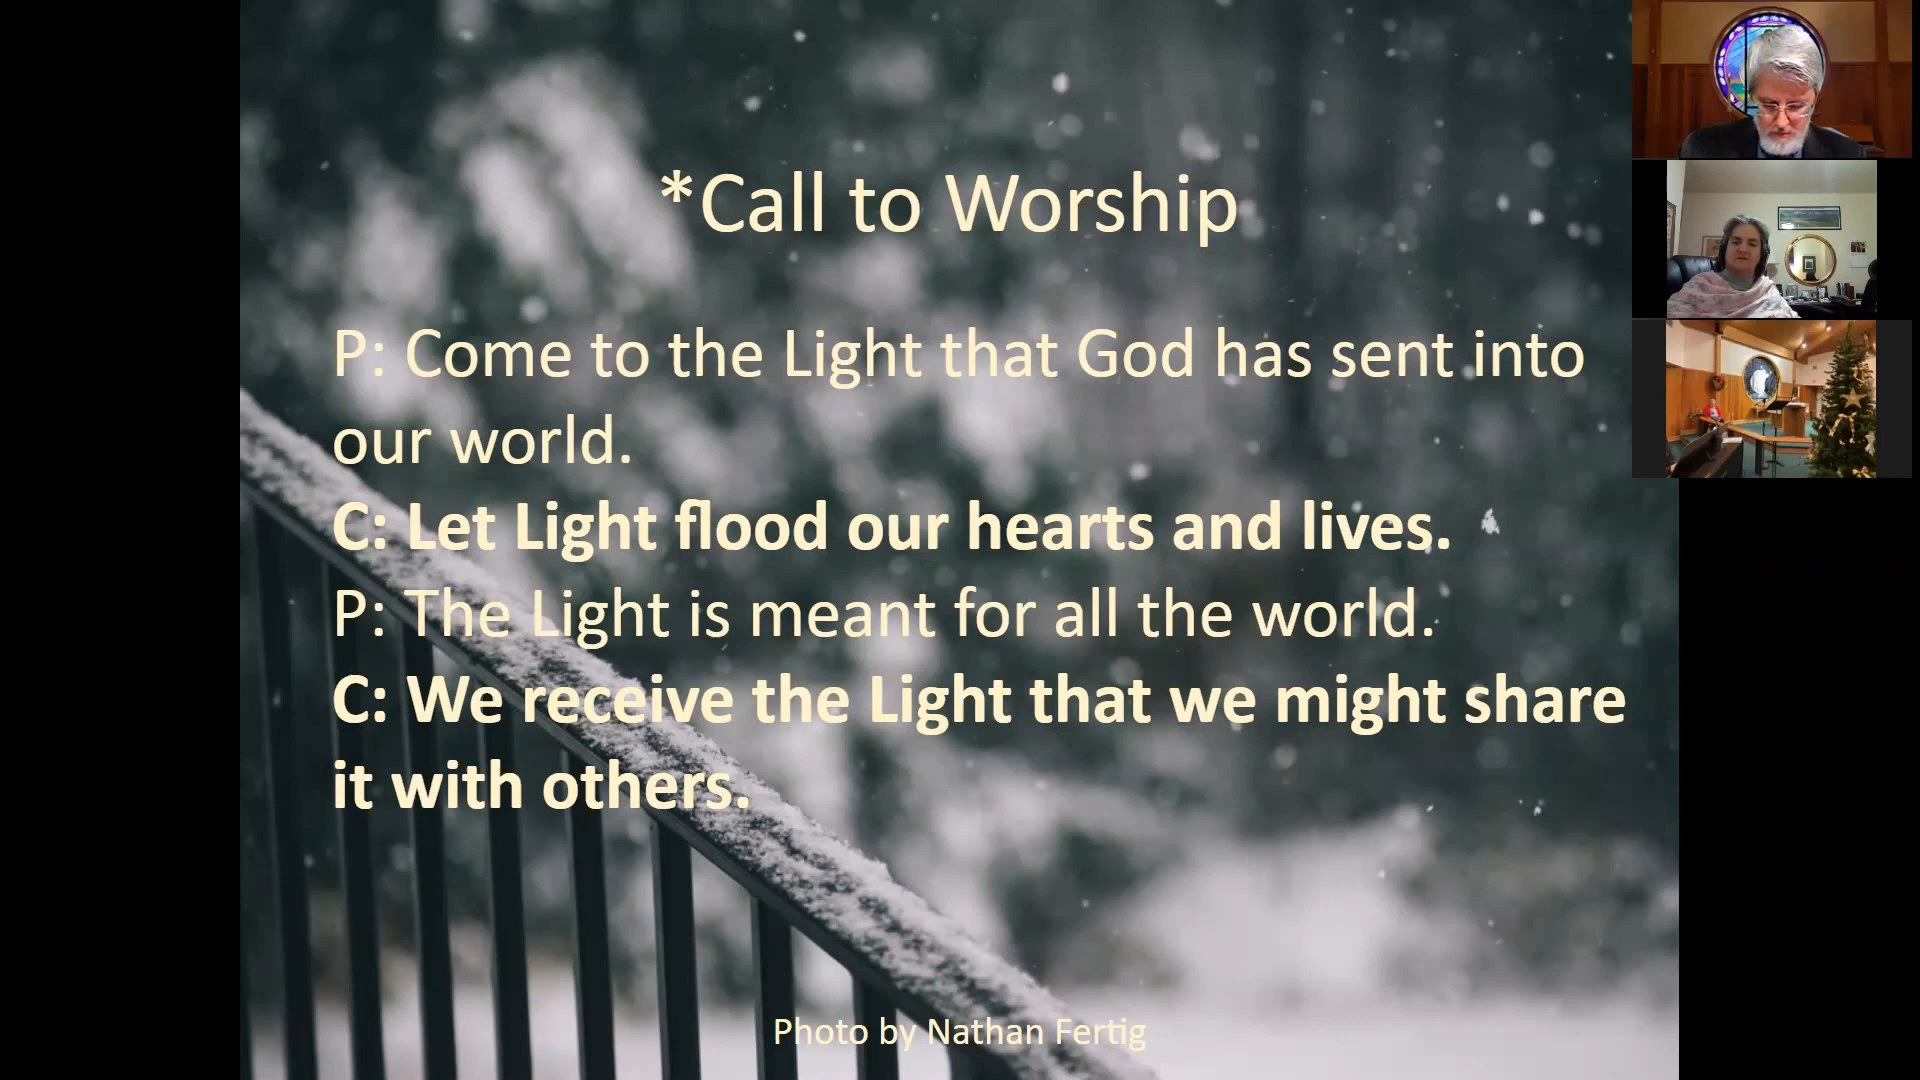 *Call to Worship
P: Come to the Light that God has sent into
our world.
C: Let Light flood our hearts and lives.
P: The Light is meant for all the world.
C: We receive the Light that we might share
it with others.
Photo by Nathan Fertig